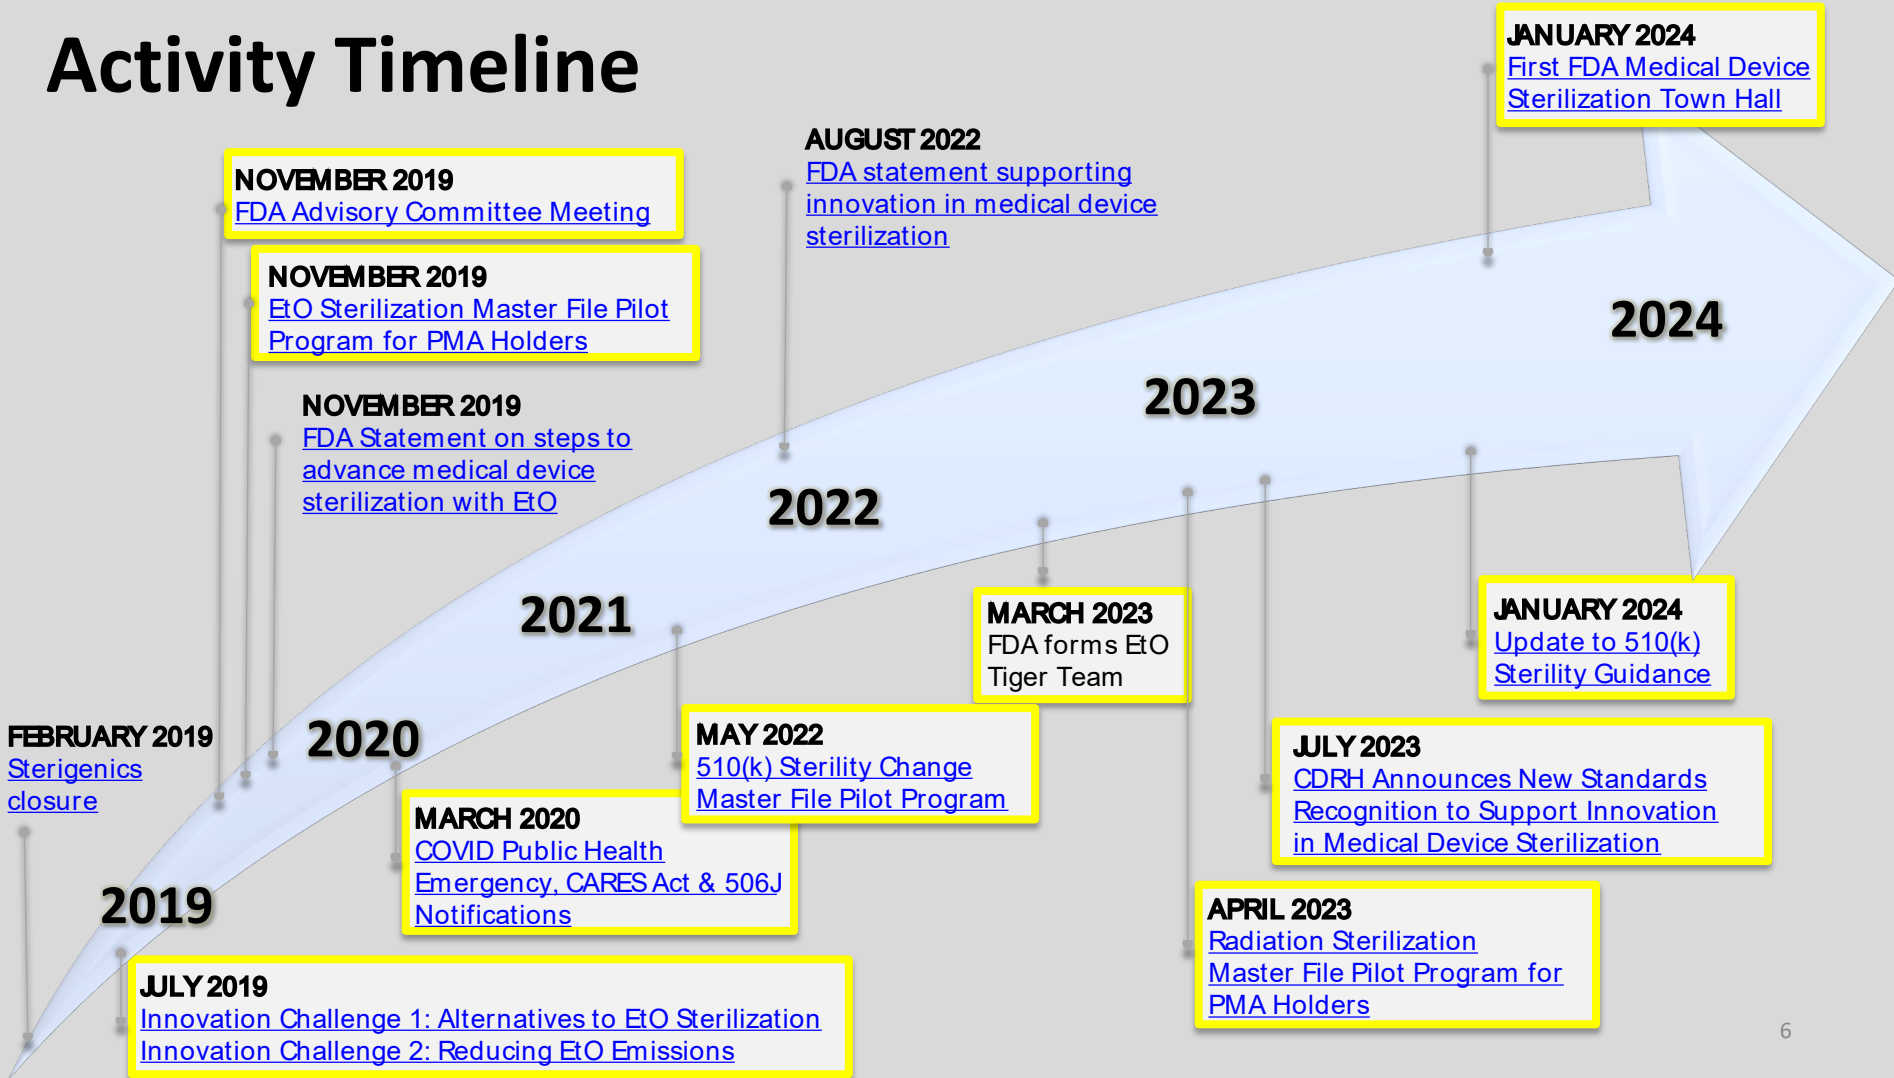 Activity Timeline
JANUARY 2024
First FDA Medical Device
Sterilization Town Hall
AUGUST 2022
FDA statement supporting
innovation in medical device
sterilization
NOVEMBER 2019
FDA Advisory Committee Meeting
NOVEMBER 2019
EtO Sterilization Master File Pilot
Program for PMA Holders
NOVEMBER 2019
FDA Statement on steps to
advance medical device
sterilization with EtO
2024
2023
2022
2021
2020
2019
FEBRUARY 2019
Sterigenics
closure
MARCH 2023
FDA forms EtO
Tiger Team
JANUARY 2024
Update to 510(k)
Sterility Guidance
MAY 2022
510(k) Sterility Change
Master File Pilot Program
JULY 2023
CDRH Announces New Standards
Recognition to Support Innovation
in Medical Device Sterilization
MARCH 2020
COVID Public Health
Emergency, CARES Act & 506J
Notifications
APRIL 2023
Radiation Sterilization
Master File Pilot Program for
PMA Holders
JULY 2019
Innovation Challenge 1: Alternatives to EtO Sterilization
Innovation Challenge 2: Reducing EtO Emissions
6